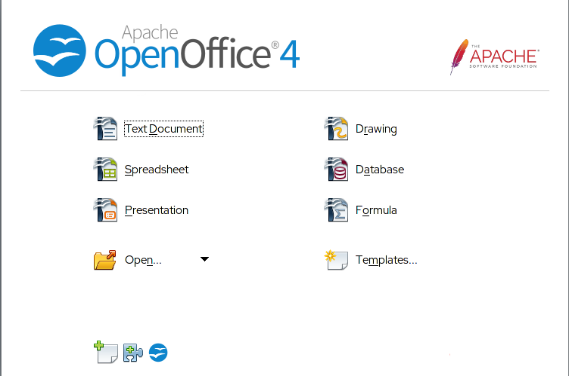 Apache
OpenOffice® 4
THE
APACHE®
SOFTWARE FOUNDATION
Text Document
Drawing
Spreadsheet
Database
Presentation
Formula
Open...
Templates...